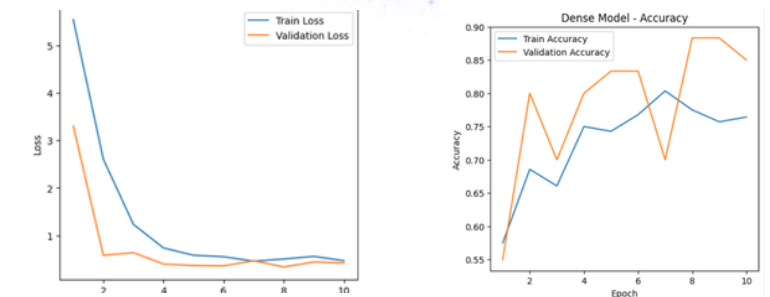 Train Loss
Validation Loss
5
4
3
2
1
Loss
2
4
6
8
10
Dense Model - Accuracy
Train Accuracy
Validation Accuracy
0.90
0.85
0.80
0.75
0.70
0.65
0.60
0.55
Accuracy
2
4
6
8
10
Epoch